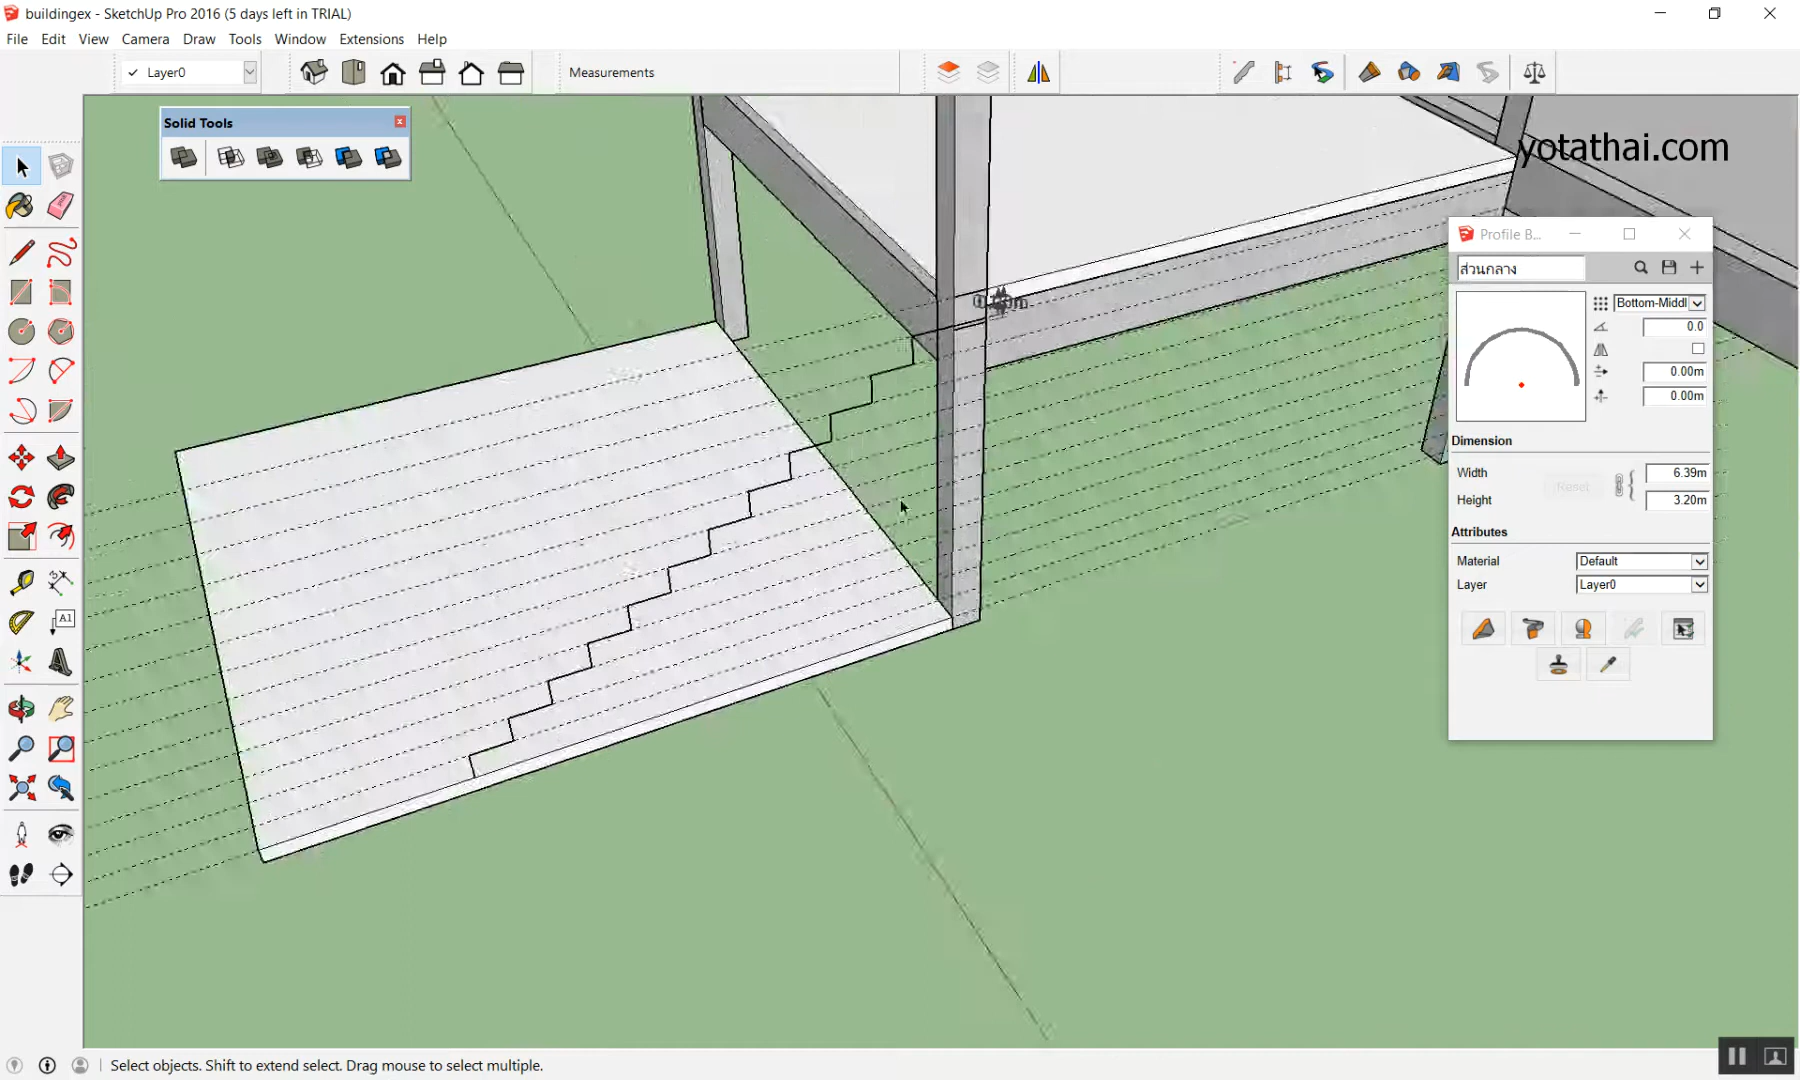 buildingex - SketchUp Pro 2016 (5 days left in TRIAL)
File Edit View Camera Draw Tools Window Extensions Help
Layer0
Measurements
Solid Tools
yotathai.com
Profile B...
ส่วนกลาง
Bottom-Middl
0.0
0.00m
0.00m
Dimension
Width 6.39m
Reset
Height 3.20m
Attributes
Material Default
Layer Layer0
A1
Select objects. Shift to extend select. Drag mouse to select multiple.